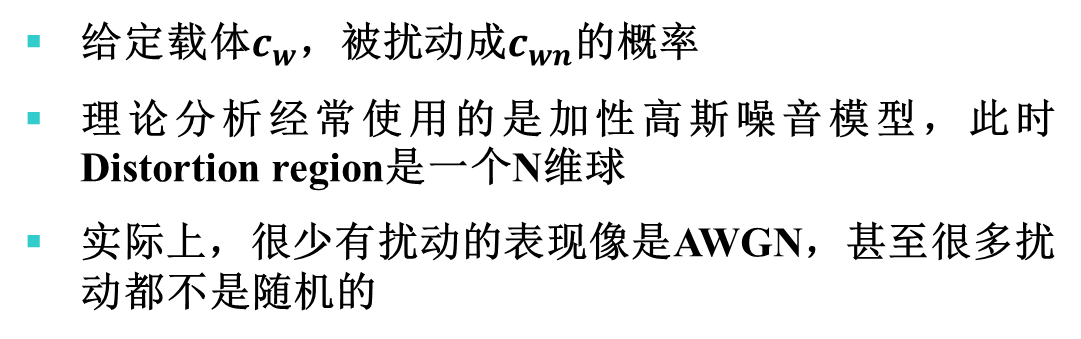 ▪ 给定载体𝒄𝒘，被扰动成𝒄𝒘𝒏的概率
▪ 理论分析经常使用的是加性高斯噪音模型，此时
Distortion region是一个N维球
▪ 实际上，很少有扰动的表现像是AWGN，甚至很多扰
动都不是随机的